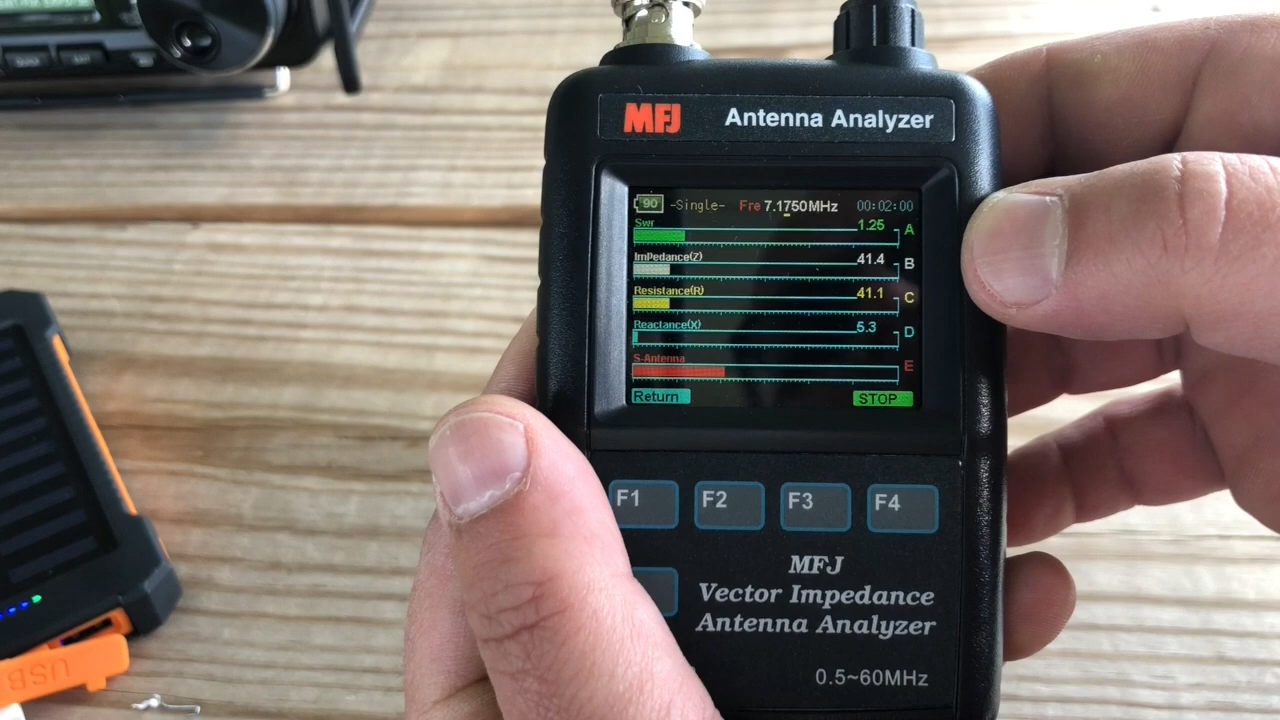 MFJ Antenna Analyzer
90 -Single- Fre 7.1750MHz 00:02:00
Swr 1.25 A
ImPedance(Z) 41.4 B
Resistance(R) 41.1 C
Reactance(X) 5.3 D
S-Antenna E
Return STOP
F1 F2 F3 F4
MFJ
Vector Impedance
Antenna Analyzer
0.5~60MHz
USB